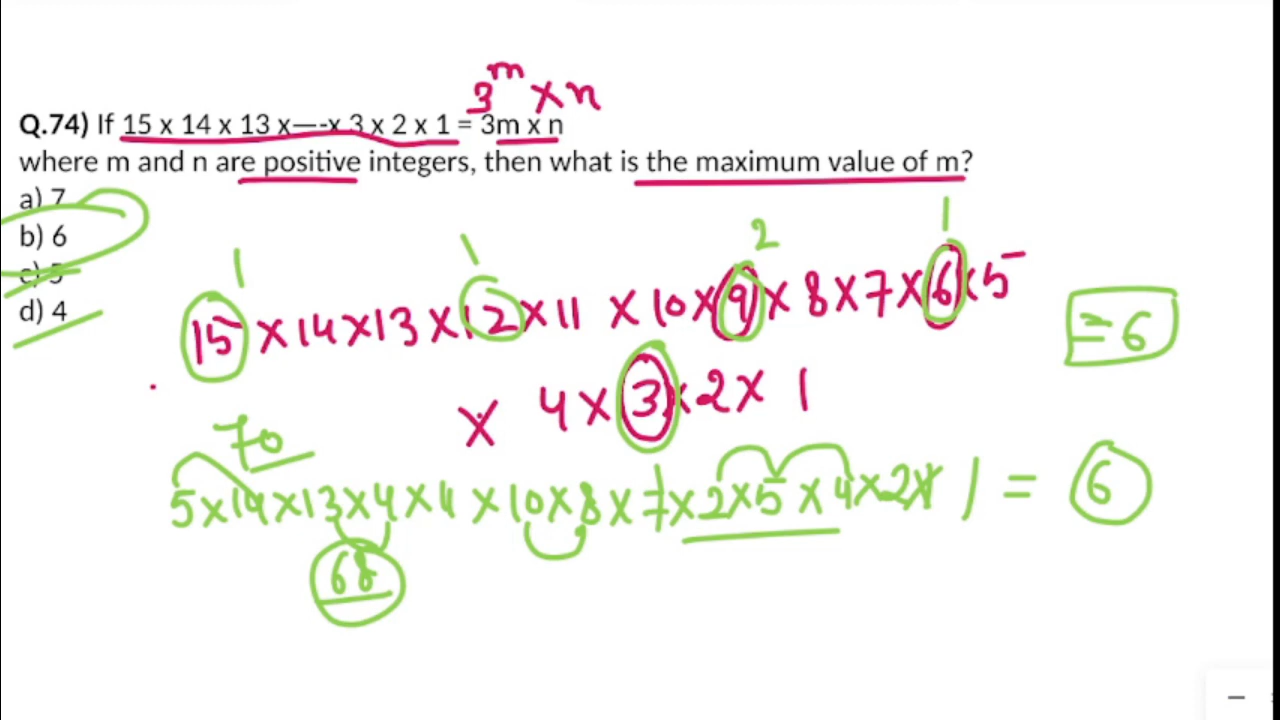 3^m x n
Q.74) If 15 x 14 x 13 x—-x 3 x 2 x 1 = 3m x n
where m and n are positive integers, then what is the maximum value of m?
a) 7
b) 6
c) 5
d) 4
1 1 2 1
15 x 14 x 13 x 12 x 11 x 10 x 9 x 8 x 7 x 6 x 5
= 6
x 4 x 3 x 2 x 1
70
5 x 14 x 13 x 4 x 4 x 10 x 8 x 7 x 2 x 5 x 4 x 2 x 1 = 6
68